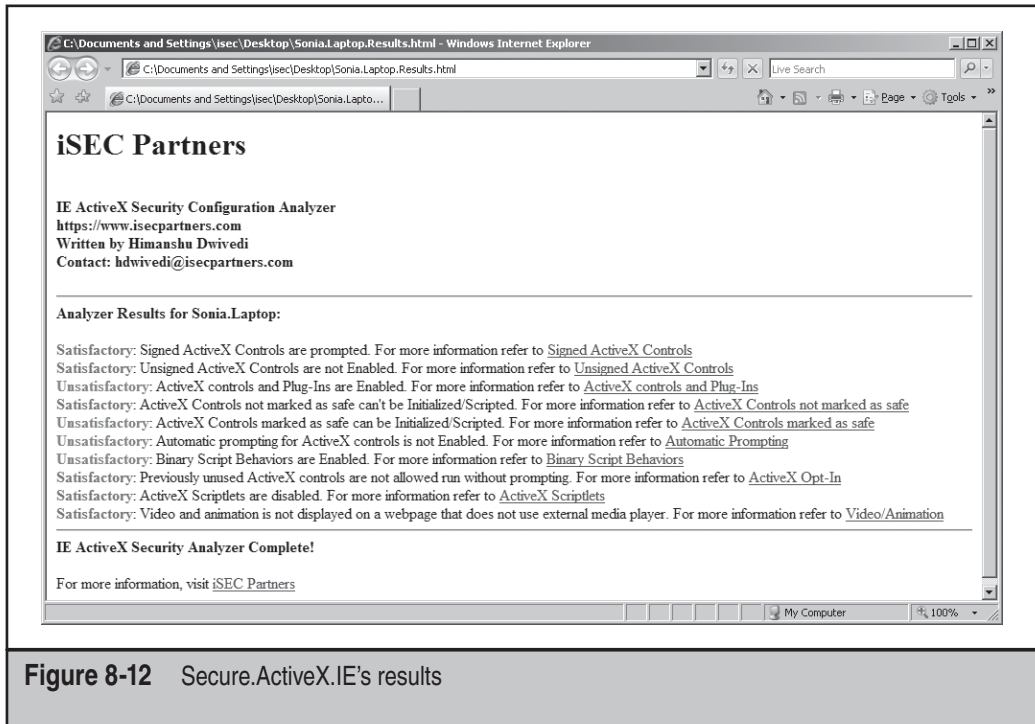 C:\Documents and Settings\isec\Desktop\Sonia.Laptop.Results.html - Windows Internet Explorer
C:\Documents and Settings\isec\Desktop\Sonia.Laptop.Results.html
Live Search
C:\Documents and Settings\isec\Desktop\Sonia.Lapto...
Page
Tools
iSEC Partners
IE ActiveX Security Configuration Analyzer
https://www.isecpartners.com
Written by Himanshu Dwivedi
Contact: hdwivedi@isecpartners.com
Analyzer Results for Sonia.Laptop:
Satisfactory: Signed ActiveX Controls are prompted. For more information refer to Signed ActiveX Controls
Satisfactory: Unsigned ActiveX Controls are not Enabled. For more information refer to Unsigned ActiveX Controls
Unsatisfactory: ActiveX controls and Plug-Ins are Enabled. For more information refer to ActiveX controls and Plug-Ins
Satisfactory: ActiveX Controls not marked as safe can't be Initialized/Scripted. For more information refer to ActiveX Controls not marked as safe
Unsatisfactory: ActiveX Controls marked as safe can be Initialized/Scripted. For more information refer to ActiveX Controls marked as safe
Unsatisfactory: Automatic prompting for ActiveX controls is not Enabled. For more information refer to Automatic Prompting
Unsatisfactory: Binary Script Behaviors are Enabled. For more information refer to Binary Script Behaviors
Satisfactory: Previously unused ActiveX controls are not allowed run without prompting. For more information refer to ActiveX Opt-In
Satisfactory: ActiveX Scriptlets are disabled. For more information refer to ActiveX Scriptlets
Satisfactory: Video and animation is not displayed on a webpage that does not use external media player. For more information refer to Video/Animation
IE ActiveX Security Analyzer Complete!
For more information, visit iSEC Partners
My Computer
100%
Figure 8-12 Secure.ActiveX.IE's results